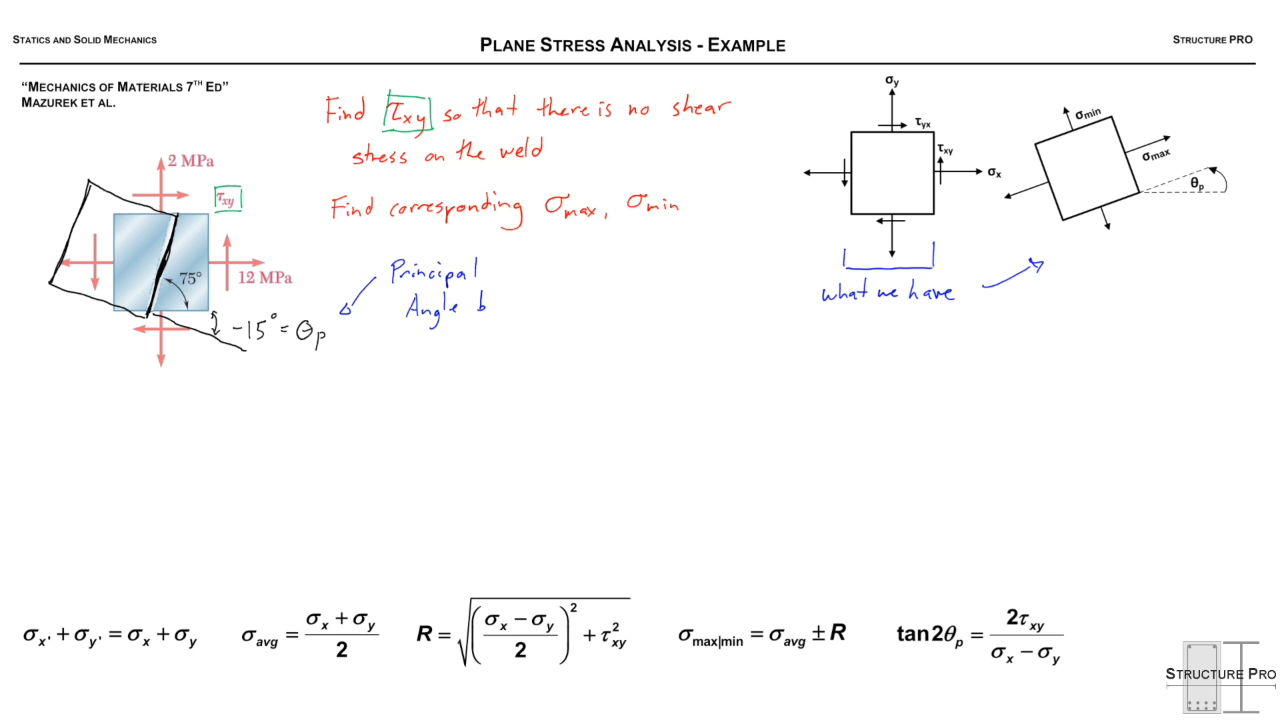 STATICS AND SOLID MECHANICS
PLANE STRESS ANALYSIS - EXAMPLE
STRUCTURE PRO
“MECHANICS OF MATERIALS 7TH ED”
MAZUREK ET AL.
Find τxy so that there is no shear
stress on the weld
Find corresponding σmax, σmin
Principal
Angle b
2 MPa
τxy
75°
12 MPa
-15° = θp
σy
τyx
τxy
σx
what we have
σmin
σmax
θp
σx' + σy' = σx + σy
σavg = (σx + σy)/2
R = √(((σx − σy)/2)² + τxy²)
σmax|min = σavg ± R
tan2θp = 2τxy/(σx − σy)
STRUCTURE PRO